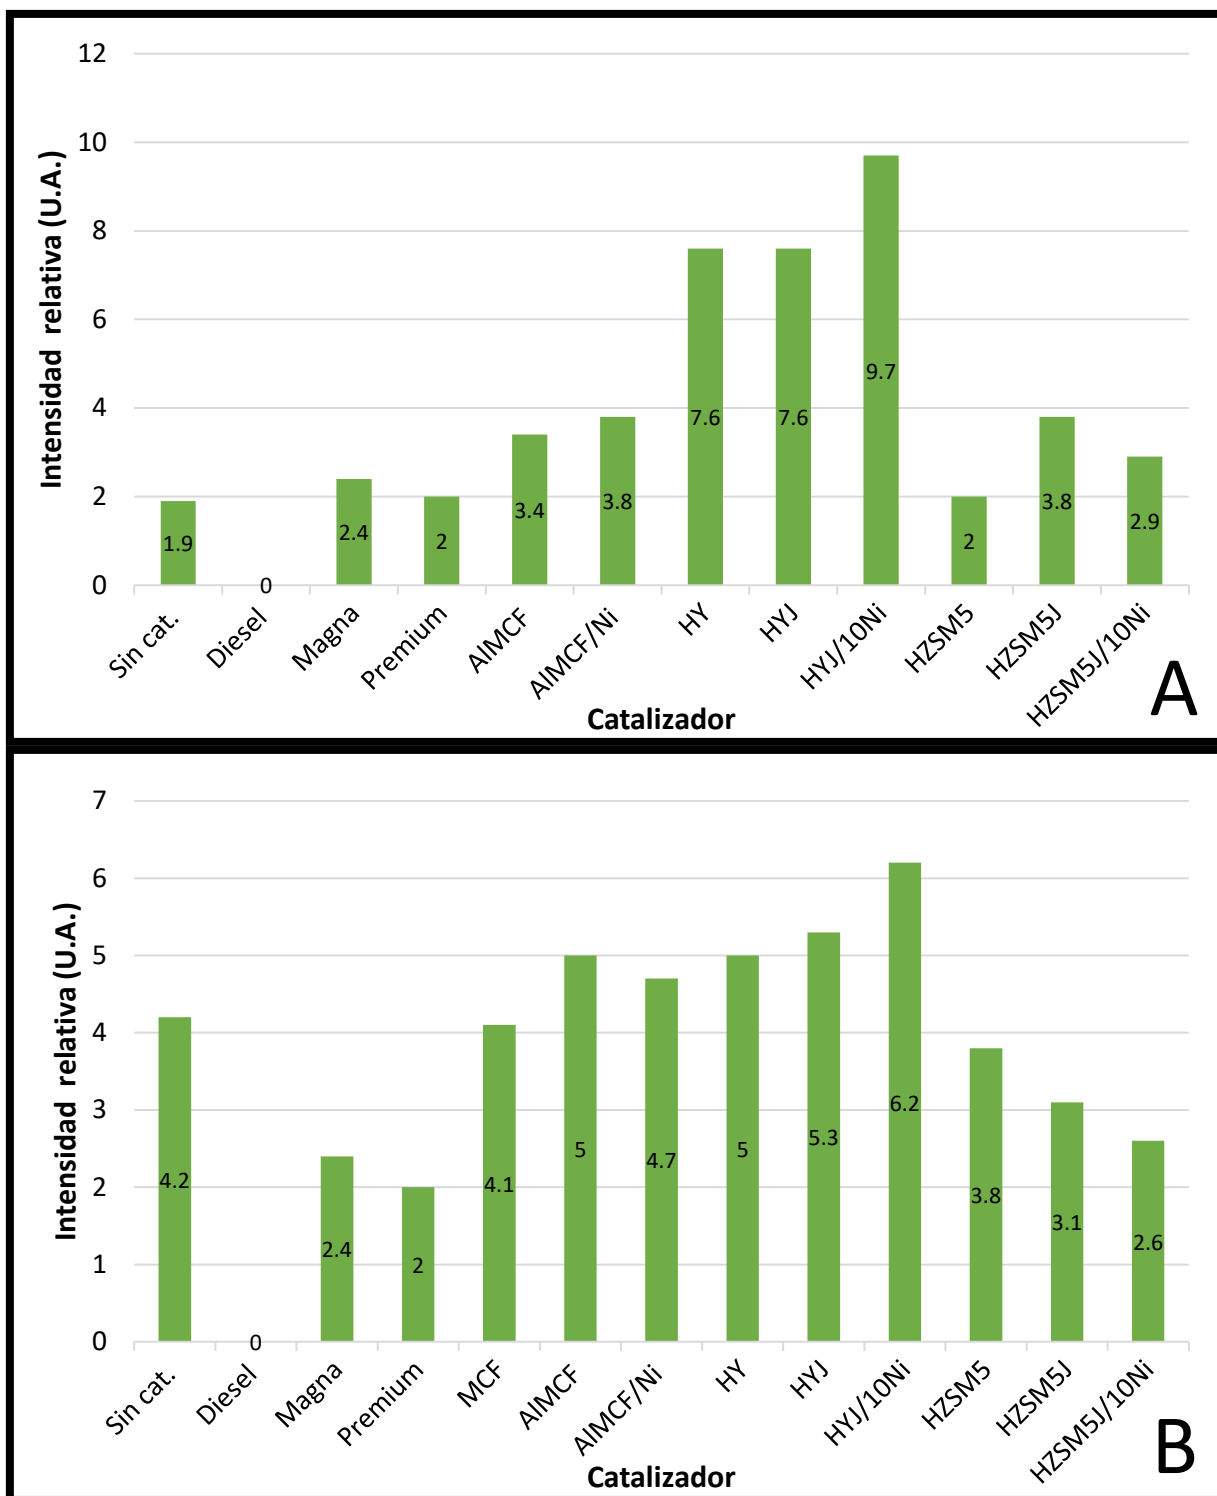 12
10
8
6
4
2
0
Intensidad relativa (U.A.)
1.9
0
2.4
2
3.4
3.8
7.6
7.6
9.7
2
3.8
2.9
Sin cat.
Diesel
Magna
Premium
AlMCF
AlMCF/Ni
HY
HYJ
HYJ/10Ni
HZSM5
HZSM5J
HZSM5J/10Ni
Catalizador
A
7
6
5
4
3
2
1
0
Intensidad relativa (U.A.)
4.2
0
2.4
2
4.1
5
4.7
5
5.3
6.2
3.8
3.1
2.6
Sin cat.
Diesel
Magna
Premium
MCF
AlMCF
AlMCF/Ni
HY
HYJ
HYJ/10Ni
HZSM5
HZSM5J
HZSM5J/10Ni
Catalizador
B